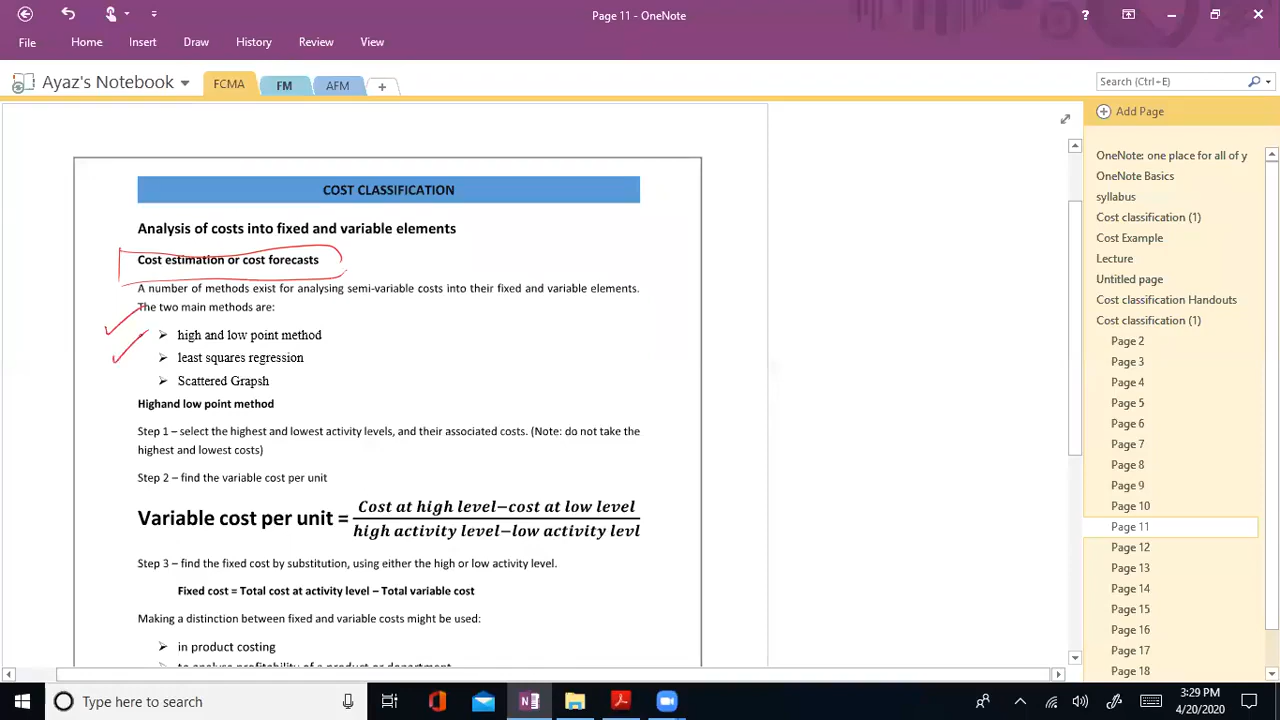 Page 11 - OneNote
?
File Home Insert Draw History Review View
Ayaz's Notebook FCMA FM AFM +
Search (Ctrl+E)
Add Page
COST CLASSIFICATION
Analysis of costs into fixed and variable elements
Cost estimation or cost forecasts
A number of methods exist for analysing semi-variable costs into their fixed and variable elements.
The two main methods are:
high and low point method
least squares regression
Scattered Grapsh
Highand low point method
Step 1 – select the highest and lowest activity levels, and their associated costs. (Note: do not take the
highest and lowest costs)
Step 2 – find the variable cost per unit
Cost at high level−cost at low level
Variable cost per unit =
high activity level−low activity levl
Step 3 – find the fixed cost by substitution, using either the high or low activity level.
Fixed cost = Total cost at activity level – Total variable cost
Making a distinction between fixed and variable costs might be used:
in product costing
to analyse profitability of a product or department
OneNote: one place for all of y
OneNote Basics
syllabus
Cost classification (1)
Cost Example
Lecture
Untitled page
Cost classification Handouts
Cost classification (1)
Page 2
Page 3
Page 4
Page 5
Page 6
Page 7
Page 8
Page 9
Page 10
Page 11
Page 12
Page 13
Page 14
Page 15
Page 16
Page 17
Page 18
Type here to search
3:29 PM
4/20/2020